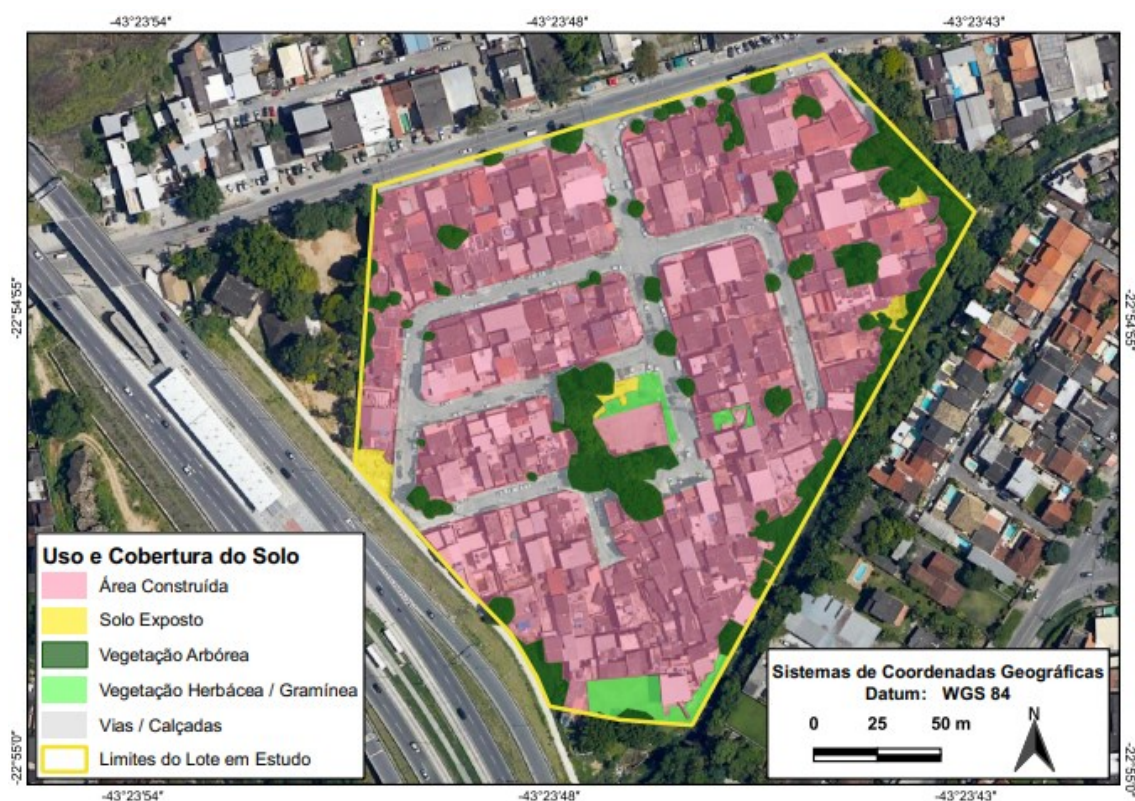 -43°23'54"
-43°23'48"
-43°23'43"
-22°54'55"
-22°54'55"
Uso e Cobertura do Solo
Área Construída
Solo Exposto
Vegetação Arbórea
Vegetação Herbácea / Gramínea
Vias / Calçadas
Limites do Lote em Estudo
Sistemas de Coordenadas Geográficas
Datum: WGS 84
0 25 50 m
N
-22°55'0"
-22°55'0"
-43°23'54"
-43°23'48"
-43°23'43"